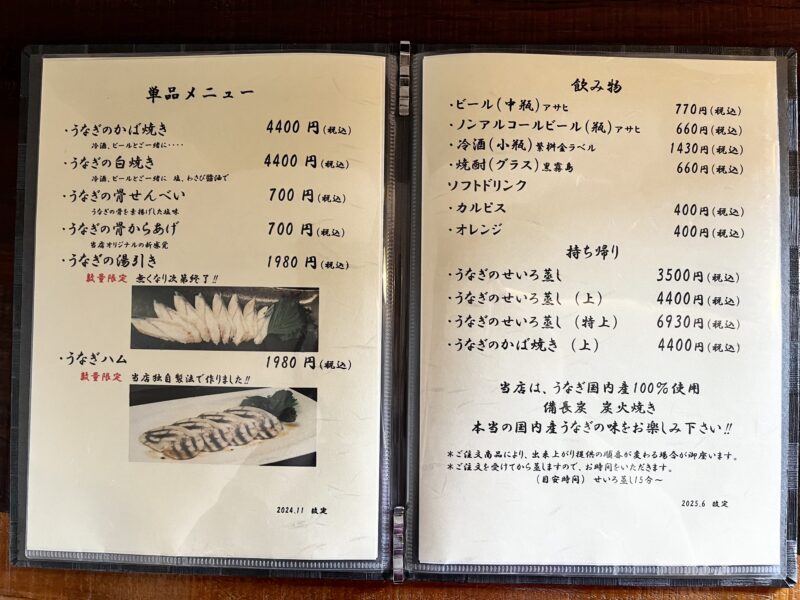 単品メニュー
・うなぎのかば焼き 4400円(税込)
冷酒、ビールとご一緒に・・・・
・うなぎの白焼き 4400円(税込)
冷酒、ビールとご一緒に 塩、わさび醤油で
・うなぎの骨せんべい 700円(税込)
うなぎの骨を素揚げした塩味
・うなぎの骨からあげ 700円(税込)
当店オリジナルの新感覚
・うなぎの湯引き 1980円(税込)
数量限定 無くなり次第終了!!
・うなぎハム 1980円(税込)
数量限定 当店独自製法で作りました!!
2024.11 改定
飲み物
・ビール(中瓶)アサヒ 770円(税込)
・ノンアルコールビール(瓶)アサヒ 660円(税込)
・冷酒(小瓶)繁桝金ラベル 1430円(税込)
・焼酎(グラス)黒霧島 660円(税込)
ソフトドリンク
・カルピス 400円(税込)
・オレンジ 400円(税込)
持ち帰り
・うなぎのせいろ蒸し 3500円(税込)
・うなぎのせいろ蒸し(上) 4400円(税込)
・うなぎのせいろ蒸し(特上) 6930円(税込)
・うなぎのかば焼き(上) 4400円(税込)
当店は、うなぎ国内産100%使用
備長炭 炭火焼き
本当の国内産うなぎの味をお楽しみ下さい!!
*ご注文商品により、出来上がり提供の順番が変わる場合が御座います。
*ご注文を受けてから蒸しますので、お時間をいただきます。
(目安時間) せいろ蒸し15分～
2025.6 改定